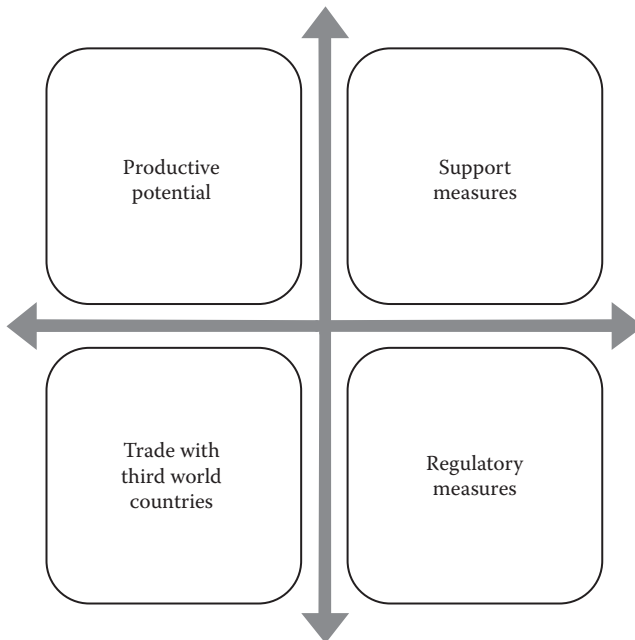 Productive
potential
Support
measures
Trade with
third world
countries
Regulatory
measures